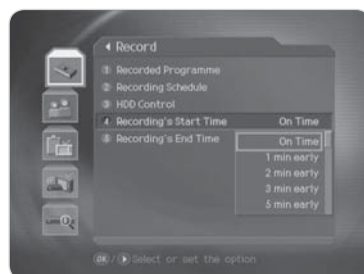 Record
1 Recorded Programme
2 Recording Schedule
3 HDD Control
4 Recording's Start Time On Time
5 Recording's End Time
On Time
1 min early
2 min early
3 min early
5 min early
OK / Select or set the option